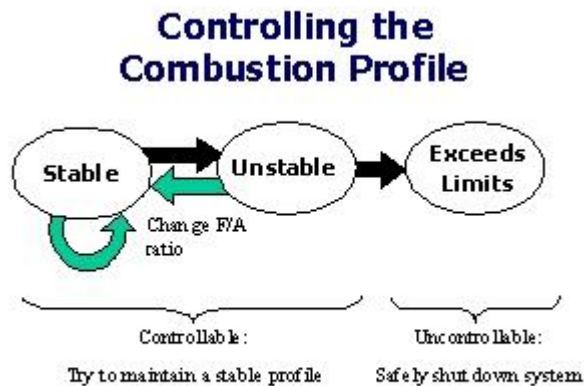 Controlling the
Combustion Profile
Stable
Unstable
Exceeds
Limits
Change F/A
ratio
Controllable:
Uncontrollable:
Try to maintain a stable profile
Safely shut down system